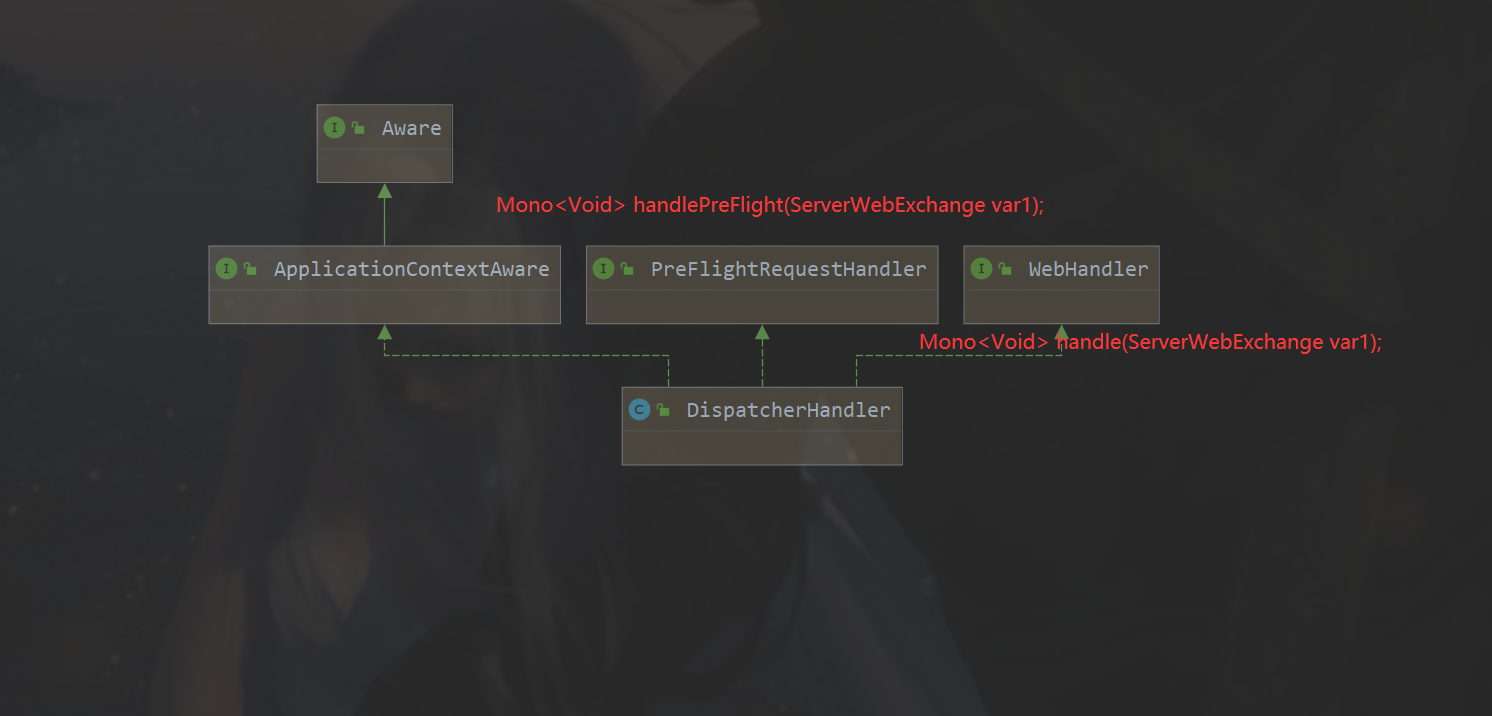 I Aware
Mono<Void> handlePreFlight(ServerWebExchange var1);
I ApplicationContextAware
I PreFlightRequestHandler
I WebHandler
Mono<Void> handle(ServerWebExchange var1);
C DispatcherHandler